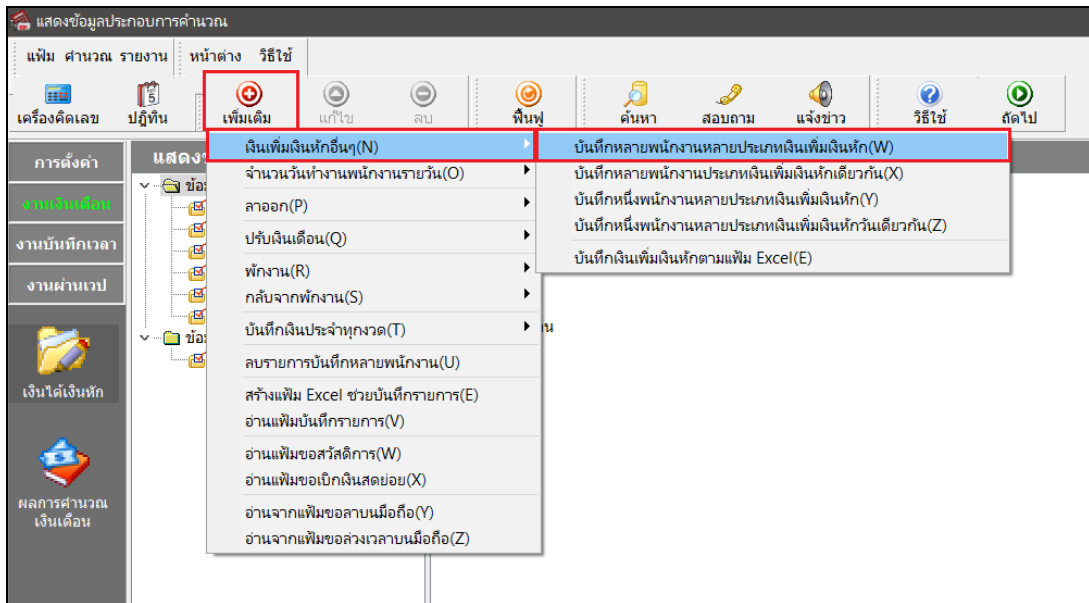 แสดงข้อมูลประกอบการคำนวณ
แฟ้ม คำนวณ รายงาน หน้าต่าง วิธีใช้
เครื่องคิดเลข ปฏิทิน เพิ่มเติม แก้ไข ลบ ฟื้นฟู ค้นหา สอบถาม แจ้งข่าว วิธีใช้ ถัดไป
5
การตั้งค่า
งานเงินเดือน
งานบันทึกเวลา
งานผ่านเวป
เงินได้เงินหัก
ผลการคำนวณ
เงินเดือน
เงินเพิ่มเงินหักอื่นๆ(N)
จำนวนวันทำงานพนักงานรายวัน(O)
ลาออก(P)
ปรับเงินเดือน(Q)
พักงาน(R)
กลับจากพักงาน(S)
บันทึกเงินประจำทุกงวด(T)
ลบรายการบันทึกหลายพนักงาน(U)
สร้างแฟ้ม Excel ช่วยบันทึกรายการ(E)
อ่านแฟ้มบันทึกรายการ(V)
อ่านแฟ้มขอสวัสดิการ(W)
อ่านแฟ้มขอเบิกเงินสดย่อย(X)
อ่านจากแฟ้มขอลาบนมือถือ(Y)
อ่านจากแฟ้มขอล่วงเวลาบนมือถือ(Z)
บันทึกหลายพนักงานหลายประเภทเงินเพิ่มเงินหัก(W)
บันทึกหลายพนักงานประเภทเงินเพิ่มเงินหักเดียวกัน(X)
บันทึกหนึ่งพนักงานหลายประเภทเงินเพิ่มเงินหัก(Y)
บันทึกหนึ่งพนักงานหลายประเภทเงินเพิ่มเงินหักวันเดียวกัน(Z)
บันทึกเงินเพิ่มเงินหักตามแฟ้ม Excel(E)